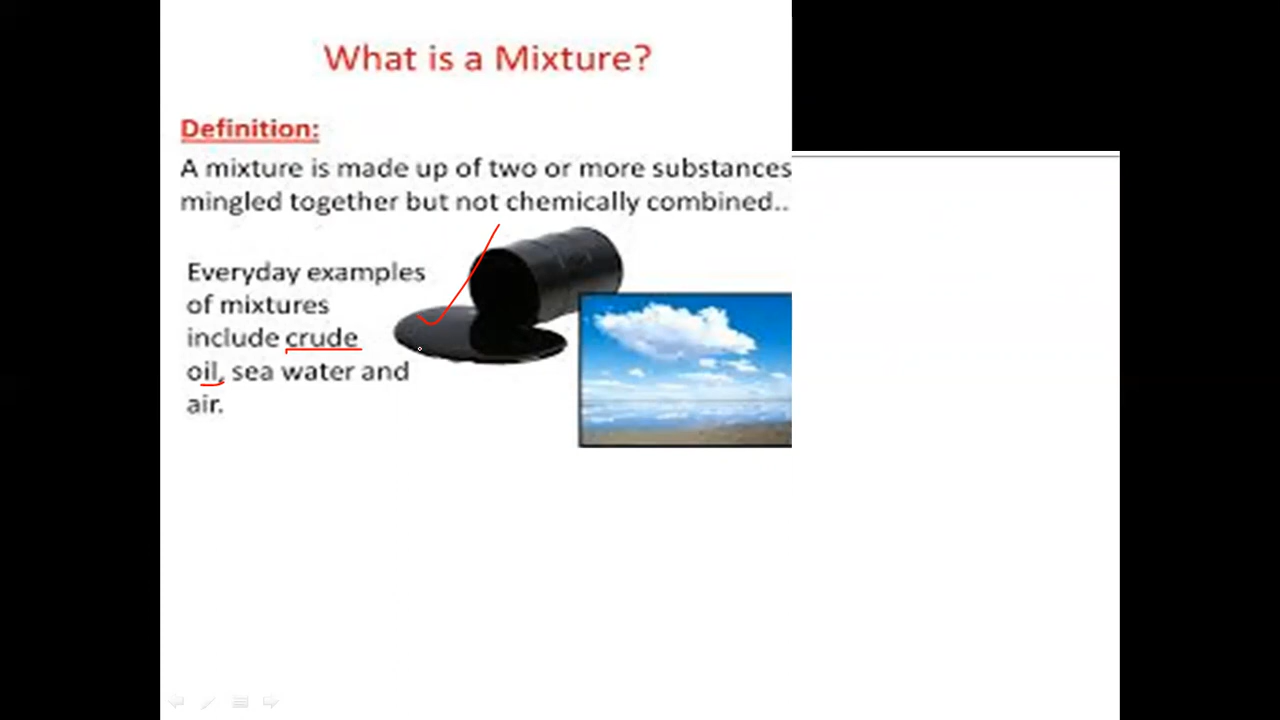 What is a Mixture?
Definition:
A mixture is made up of two or more substances
mingled together but not chemically combined..
Everyday examples
of mixtures
include crude
oil, sea water and
air.